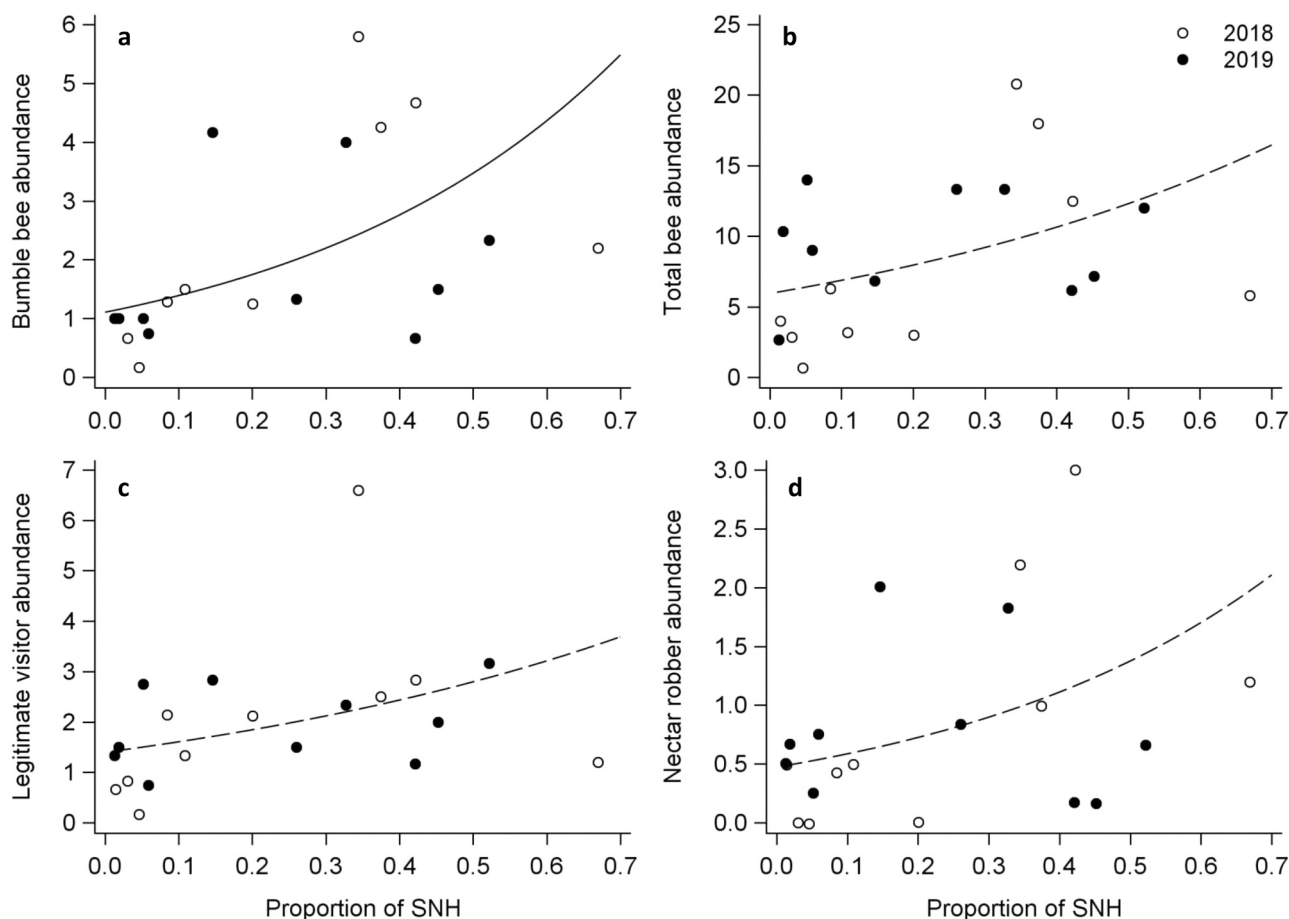 a
Bumble bee abundance
6
5
4
3
2
1
0
0.0 0.1 0.2 0.3 0.4 0.5 0.6 0.7
b
2018
2019
Total bee abundance
25
20
15
10
5
0
0.0 0.1 0.2 0.3 0.4 0.5 0.6 0.7
c
Legitimate visitor abundance
7
6
5
4
3
2
1
0
0.0 0.1 0.2 0.3 0.4 0.5 0.6 0.7
Proportion of SNH
d
Nectar robber abundance
3.0
2.5
2.0
1.5
1.0
0.5
0.0
0.0 0.1 0.2 0.3 0.4 0.5 0.6 0.7
Proportion of SNH